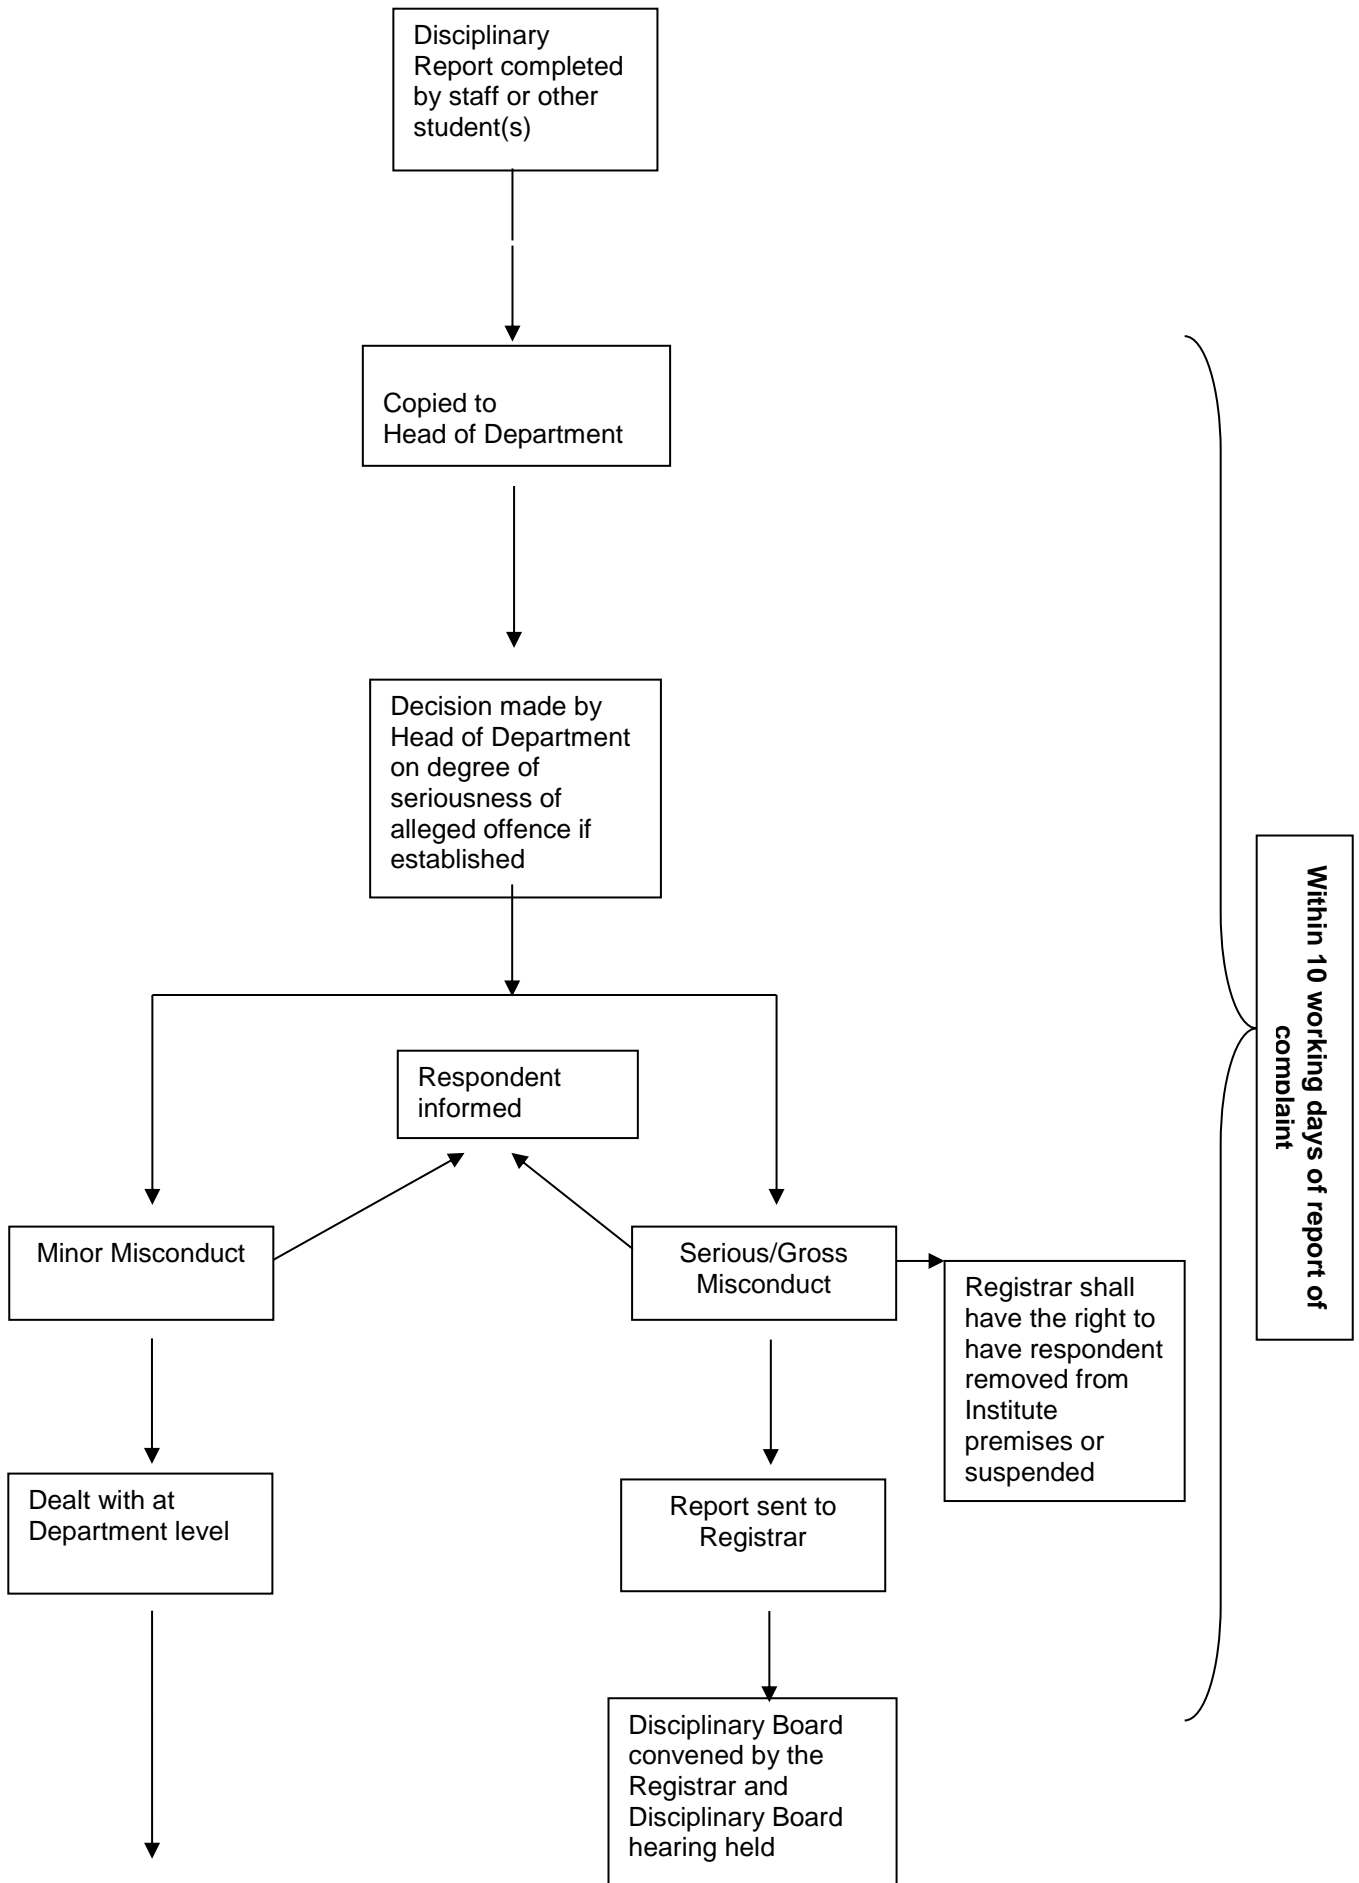 Disciplinary
Report completed
by staff or other
student(s)
Copied to
Head of Department
Decision made by
Head of Department
on degree of
seriousness of
alleged offence if
established
Respondent
informed
Minor Misconduct
Serious/Gross
Misconduct
Registrar shall
have the right to
have respondent
removed from
Institute
premises or
suspended
Dealt with at
Department level
Report sent to
Registrar
Disciplinary Board
convened by the
Registrar and
Disciplinary Board
hearing held
Within 10 working days of report of
complaint